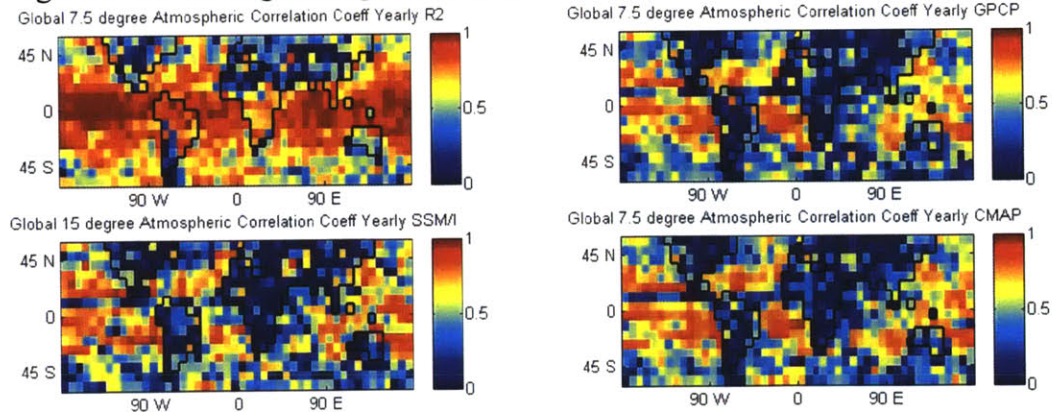 Global 7.5 degree Atmospheric Correlation Coeff Yearly R2
45 N
0
45 S
90 W
0
90 E
1
0.5
0
Global 7.5 degree Atmospheric Correlation Coeff Yearly GPCP
45 N
0
45 S
90 W
0
90 E
1
0.5
0
Global 15 degree Atmospheric Correlation Coeff Yearly SSM/I
45 N
0
45 S
90 W
0
90 E
1
0.5
0
Global 7.5 degree Atmospheric Correlation Coeff Yearly CMAP
45 N
0
45 S
90 W
0
90 E
1
0.5
0